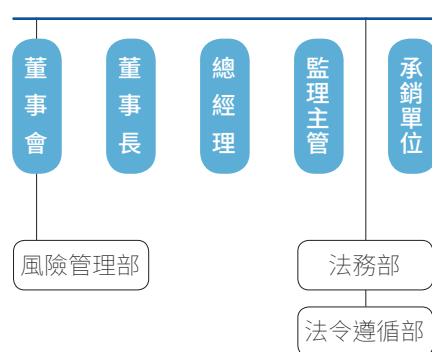 董事會
董事長
總經理
監理主管
承銷單位
風險管理部
法務部
法令遵循部